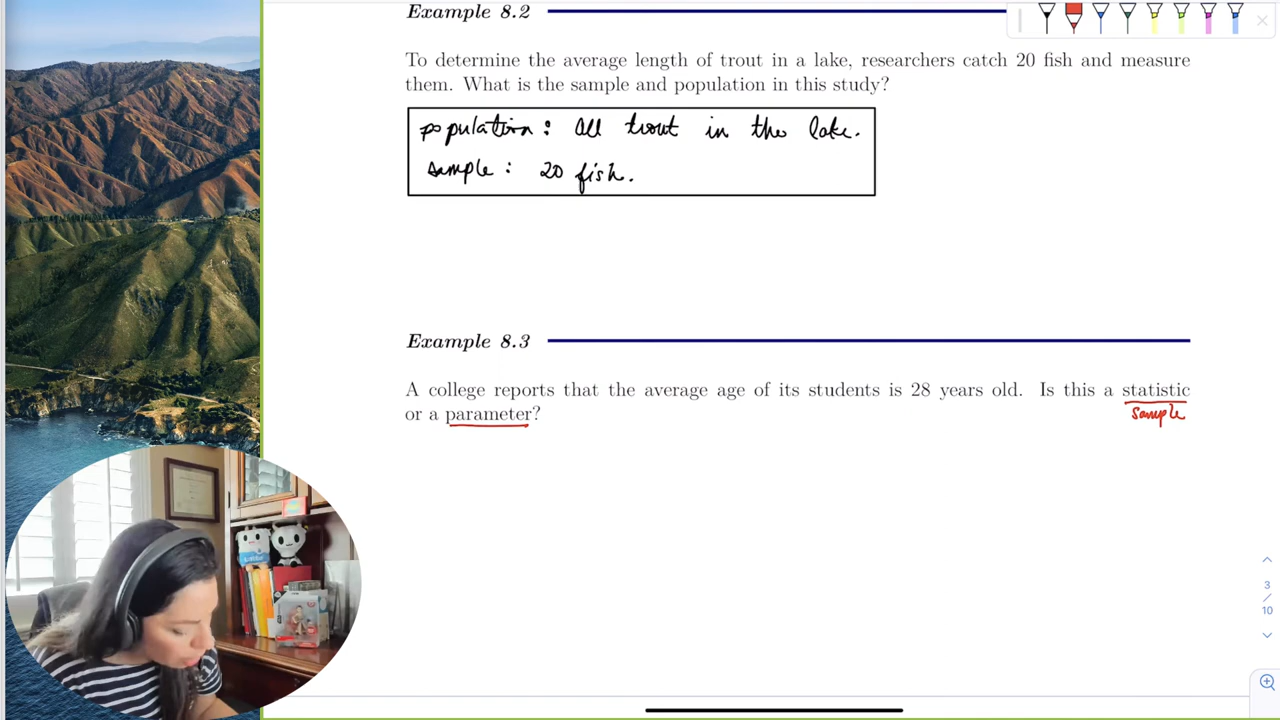 Example 8.2
To determine the average length of trout in a lake, researchers catch 20 fish and measure
them. What is the sample and population in this study?
population: All trout in the lake.
sample: 20 fish.
Example 8.3
A college reports that the average age of its students is 28 years old. Is this a statistic
or a parameter?
sample
3
/
10